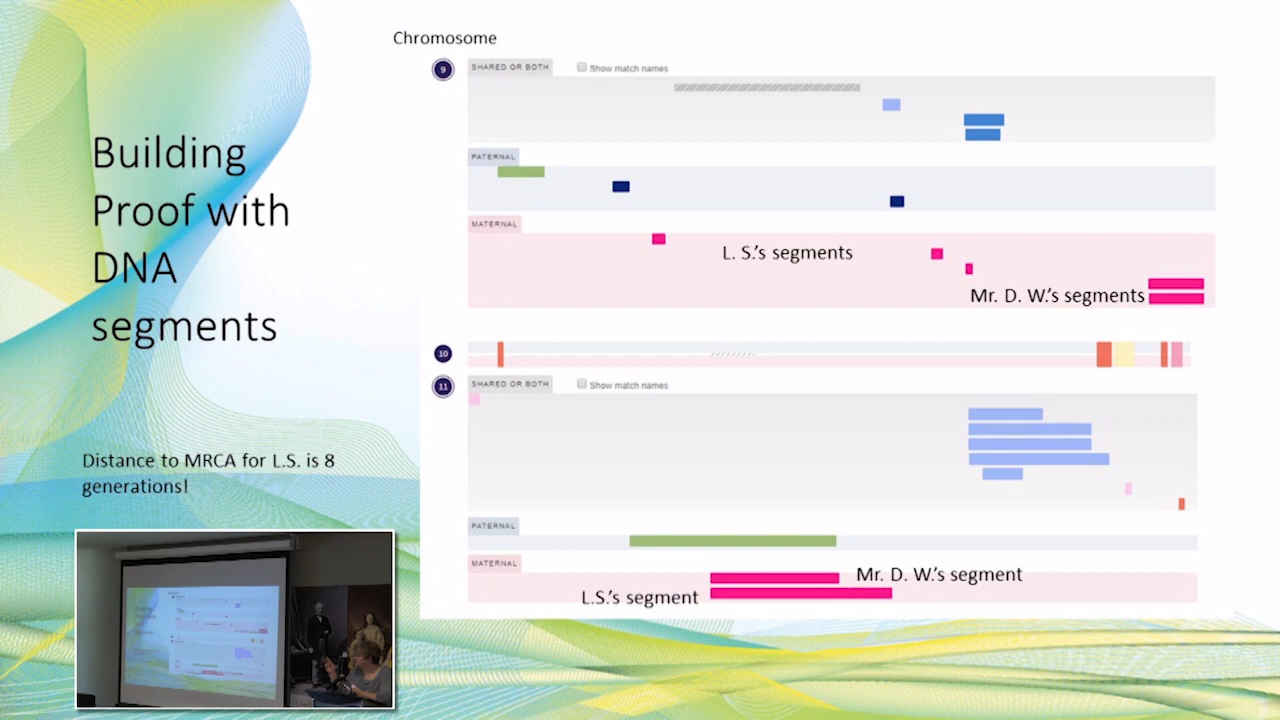 Chromosome
9
SHARED OR BOTH
Show match names
PATERNAL
MATERNAL
L. S.’s segments
Mr. D. W.’s segments
10
11
SHARED OR BOTH
Show match names
PATERNAL
MATERNAL
Mr. D. W.’s segment
L.S.’s segment
Building
Proof with
DNA
segments
Distance to MRCA for L.S. is 8
generations!